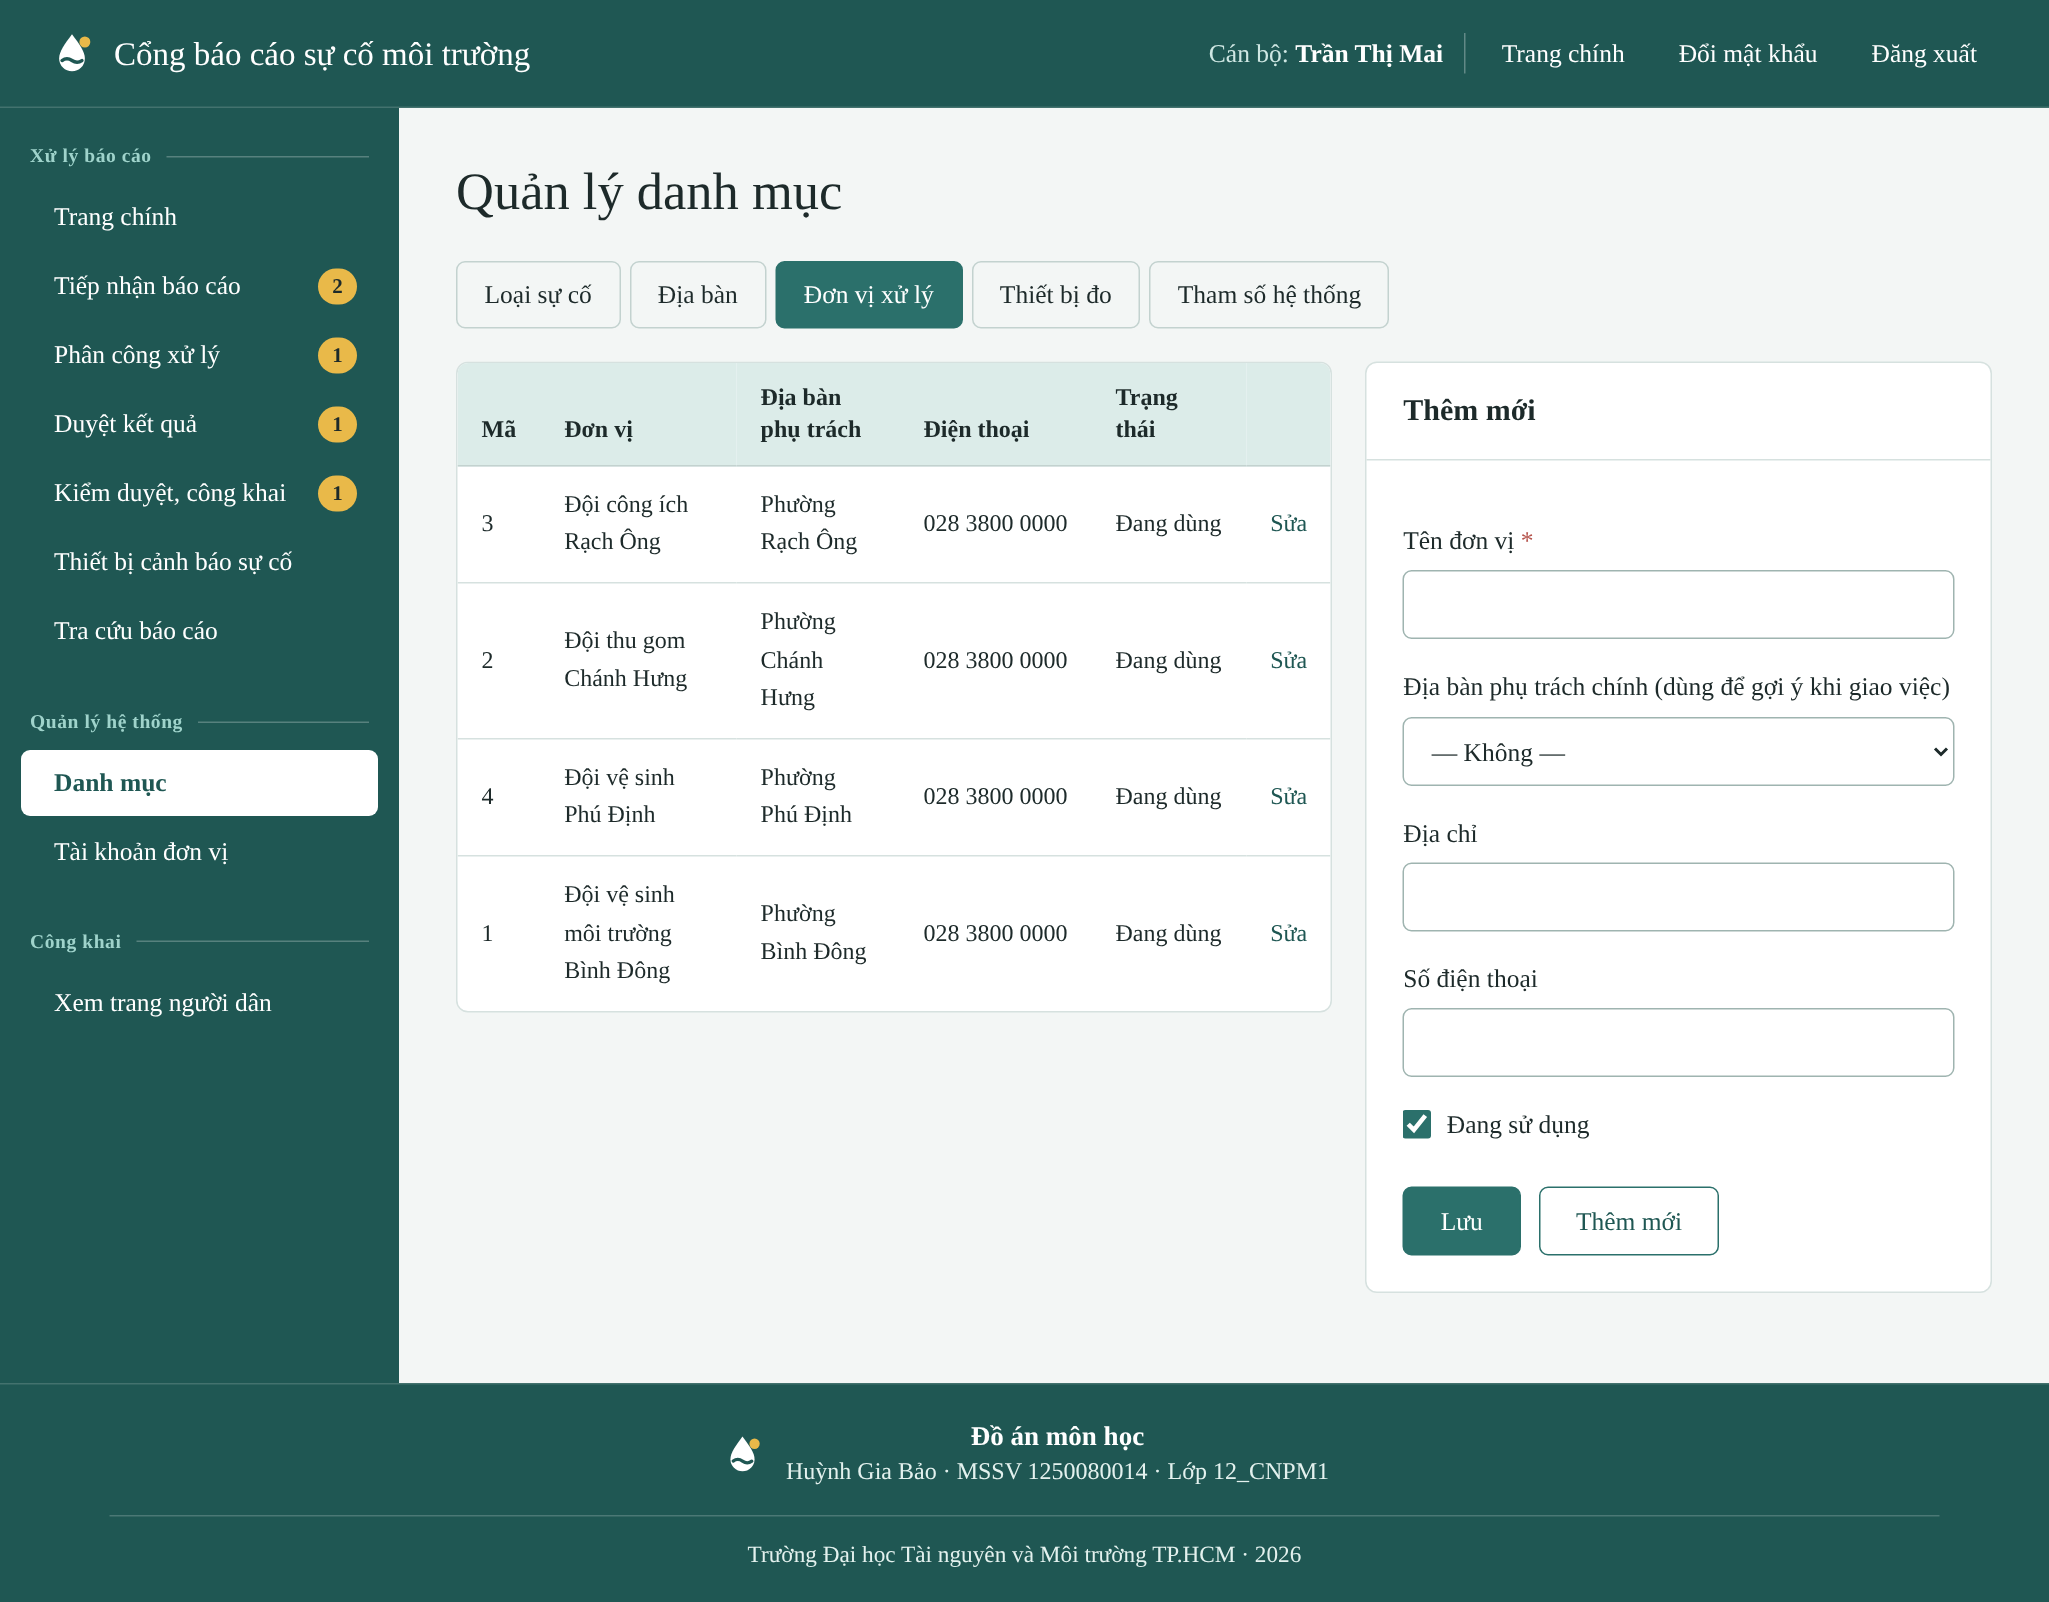 Cổng báo cáo sự cố môi trường
Cán bộ: Trần Thị Mai
Trang chính
Đổi mật khẩu
Đăng xuất
Xử lý báo cáo
Trang chính
Tiếp nhận báo cáo 2
Phân công xử lý 1
Duyệt kết quả 1
Kiểm duyệt, công khai 1
Thiết bị cảnh báo sự cố
Tra cứu báo cáo
Quản lý hệ thống
Danh mục
Tài khoản đơn vị
Công khai
Xem trang người dân
Quản lý danh mục
Loại sự cố
Địa bàn
Đơn vị xử lý
Thiết bị đo
Tham số hệ thống
Mã
Đơn vị
Địa bàn
phụ trách
Điện thoại
Trạng
thái
3
Đội công ích
Rạch Ông
Phường
Rạch Ông
028 3800 0000
Đang dùng
Sửa
2
Đội thu gom
Chánh Hưng
Phường
Chánh
Hưng
028 3800 0000
Đang dùng
Sửa
4
Đội vệ sinh
Phú Định
Phường
Phú Định
028 3800 0000
Đang dùng
Sửa
1
Đội vệ sinh
môi trường
Bình Đông
Phường
Bình Đông
028 3800 0000
Đang dùng
Sửa
Thêm mới
Tên đơn vị *
Địa bàn phụ trách chính (dùng để gợi ý khi giao việc)
— Không —
Địa chỉ
Số điện thoại
Đang sử dụng
Lưu
Thêm mới
Đồ án môn học
Huỳnh Gia Bảo · MSSV 1250080014 · Lớp 12_CNPM1
Trường Đại học Tài nguyên và Môi trường TP.HCM · 2026